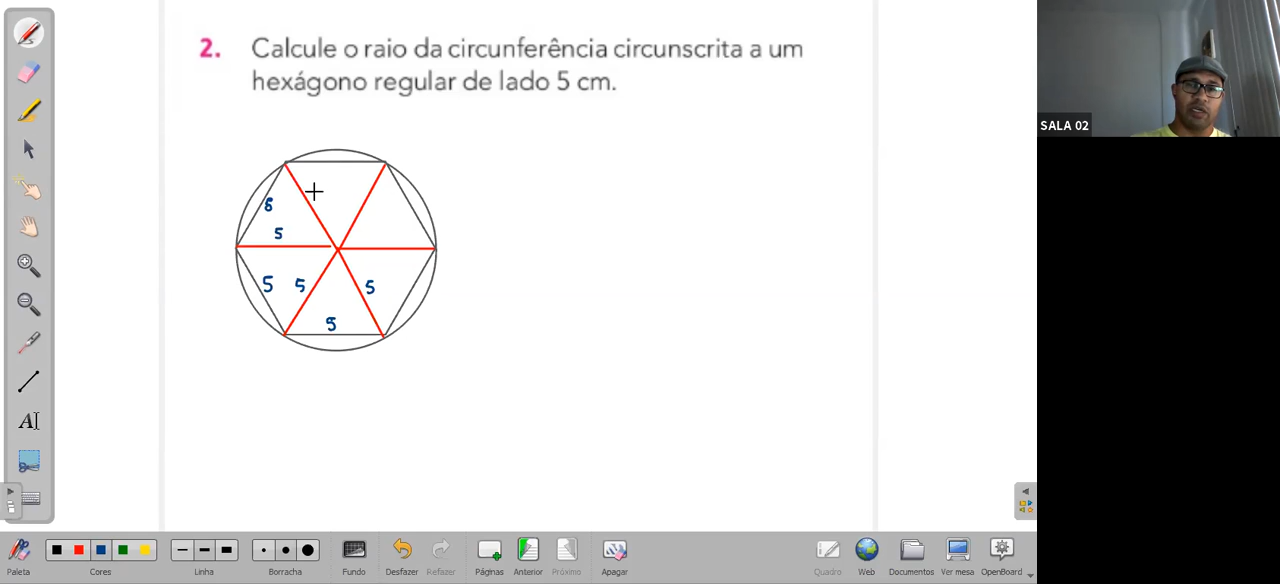 2. Calcule o raio da circunferência circunscrita a um
hexágono regular de lado 5 cm.
SALA 02
5
5
5
5
5
5
Paleta
Cores
Linha
Borracha
Fundo
Desfazer
Refazer
Páginas
Anterior
Próximo
Apagar
Quadro
Web
Documentos
Ver mesa
OpenBoard